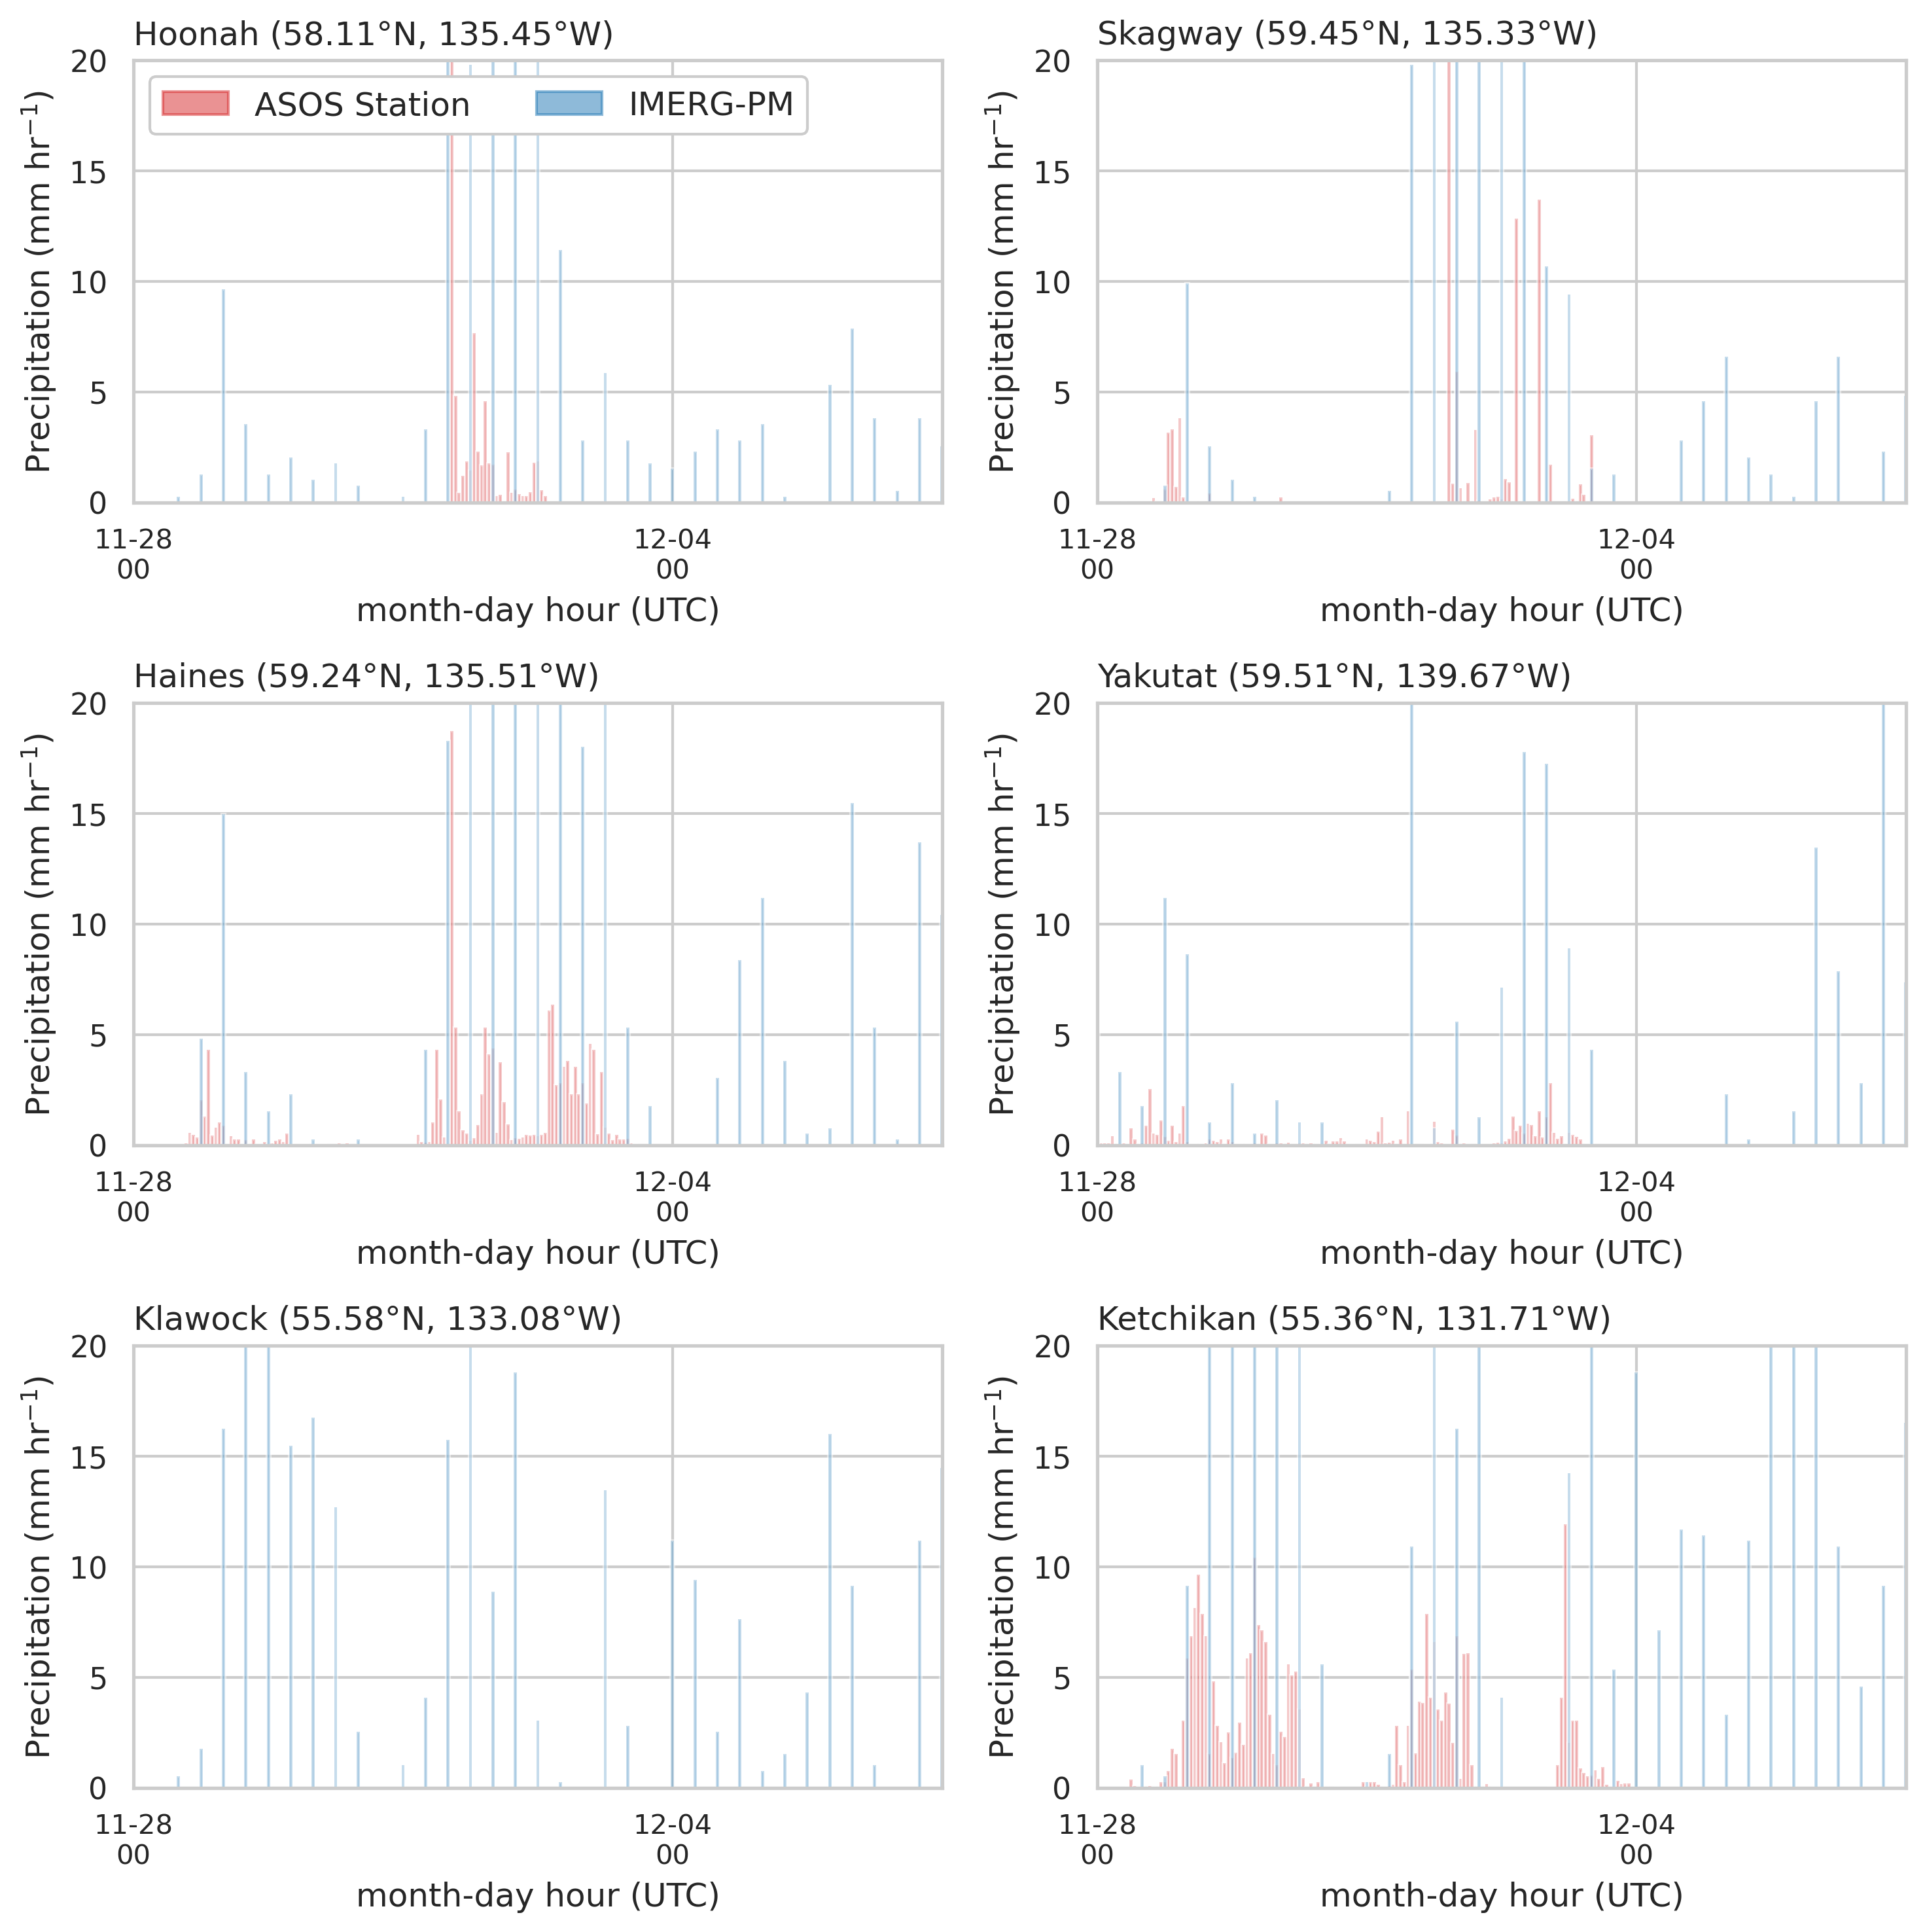 Hoonah (58.11°N, 135.45°W)
Precipitation (mm hr⁻¹)
20
15
10
5
0
ASOS Station
IMERG-PM
11-28
00
12-04
00
month-day hour (UTC)
Skagway (59.45°N, 135.33°W)
Precipitation (mm hr⁻¹)
20
15
10
5
0
11-28
00
12-04
00
month-day hour (UTC)
Haines (59.24°N, 135.51°W)
Precipitation (mm hr⁻¹)
20
15
10
5
0
11-28
00
12-04
00
month-day hour (UTC)
Yakutat (59.51°N, 139.67°W)
Precipitation (mm hr⁻¹)
20
15
10
5
0
11-28
00
12-04
00
month-day hour (UTC)
Klawock (55.58°N, 133.08°W)
Precipitation (mm hr⁻¹)
20
15
10
5
0
11-28
00
12-04
00
month-day hour (UTC)
Ketchikan (55.36°N, 131.71°W)
Precipitation (mm hr⁻¹)
20
15
10
5
0
11-28
00
12-04
00
month-day hour (UTC)